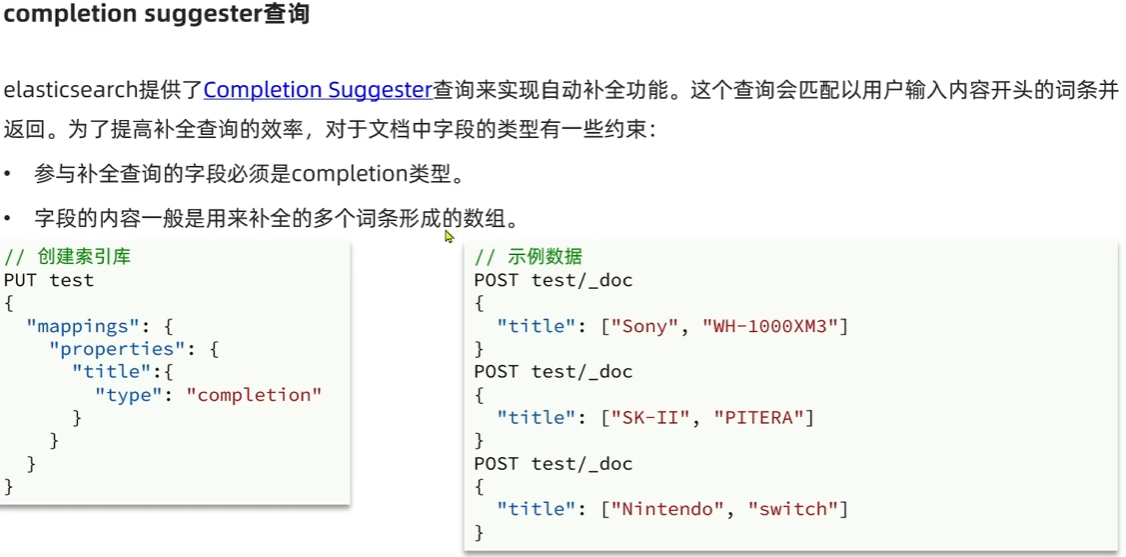 completion suggester查询
elasticsearch提供了Completion Suggester查询来实现自动补全功能。这个查询会匹配以用户输入内容开头的词条并
返回。为了提高补全查询的效率，对于文档中字段的类型有一些约束：
• 参与补全查询的字段必须是completion类型。
• 字段的内容一般是用来补全的多个词条形成的数组。
// 创建索引库
PUT test
{
  "mappings": {
    "properties": {
      "title":{
        "type": "completion"
      }
    }
  }
}
// 示例数据
POST test/_doc
{
  "title": ["Sony", "WH-1000XM3"]
}
POST test/_doc
{
  "title": ["SK-II", "PITERA"]
}
POST test/_doc
{
  "title": ["Nintendo", "switch"]
}